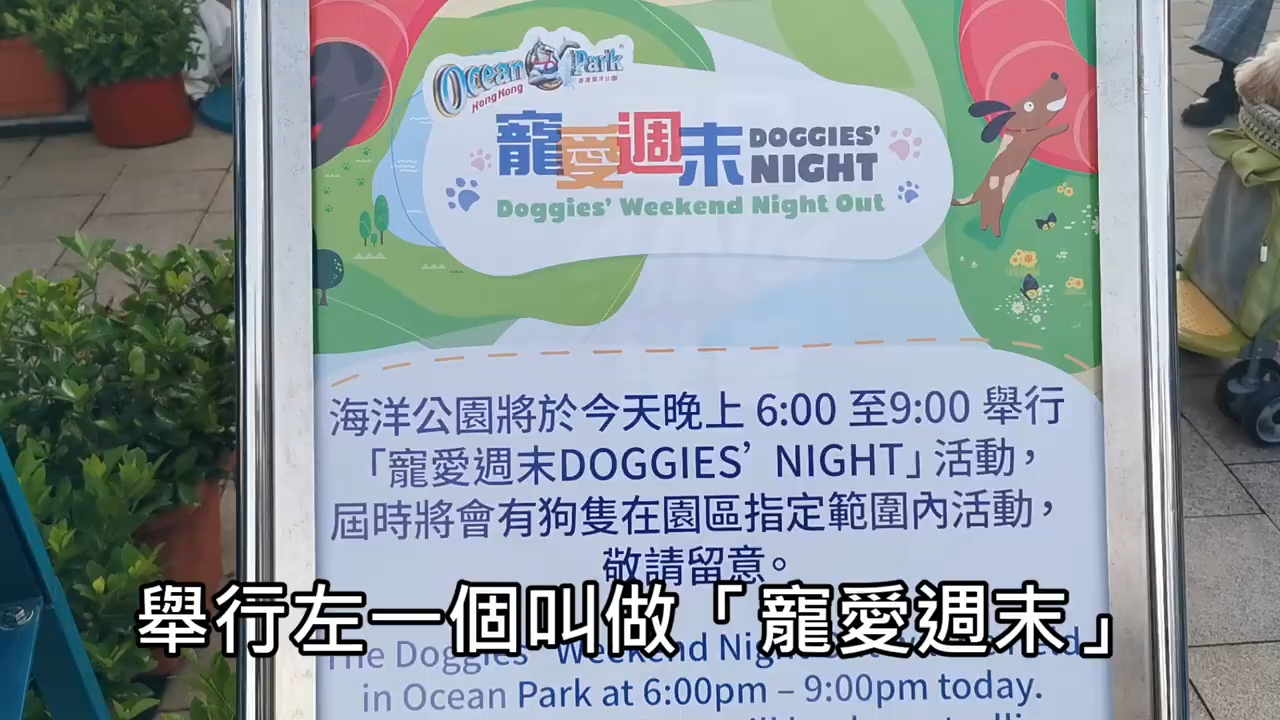 Ocean Park
Hong Kong 香港海洋公園
寵愛週末 DOGGIES'
NIGHT
Doggies' Weekend Night Out
海洋公園將於今天晚上 6:00 至9:00 舉行
「寵愛週末DOGGIES' NIGHT」活動,
屆時將會有狗隻在園區指定範圍內活動,
敬請留意。
舉行左一個叫做「寵愛週末」
The Doggies' Weekend Night Out
in Ocean Park at 6:00pm – 9:00pm today.